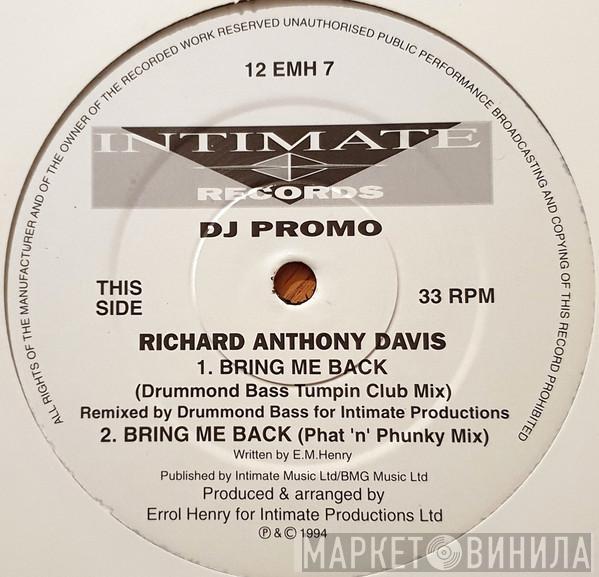 ALL RIGHTS OF THE MANUFACTURER AND OF THE OWNER OF THE RECORDED WORK RESERVED UNAUTHORISED PUBLIC PERFORMANCE BROADCASTING AND COPYING OF THIS RECORD PROHIBITED
12 EMH 7
INTIMATE
RECORDS
DJ PROMO
THIS
SIDE
33 RPM
RICHARD ANTHONY DAVIS
1. BRING ME BACK
(Drummond Bass Tumpin Club Mix)
Remixed by Drummond Bass for Intimate Productions
2. BRING ME BACK (Phat 'n' Phunky Mix)
Written by E.M.Henry
Published by Intimate Music Ltd/BMG Music Ltd
Produced & arranged by
Errol Henry for Intimate Productions Ltd
℗ & © 1994
МАРКЕТ ВИНИЛА